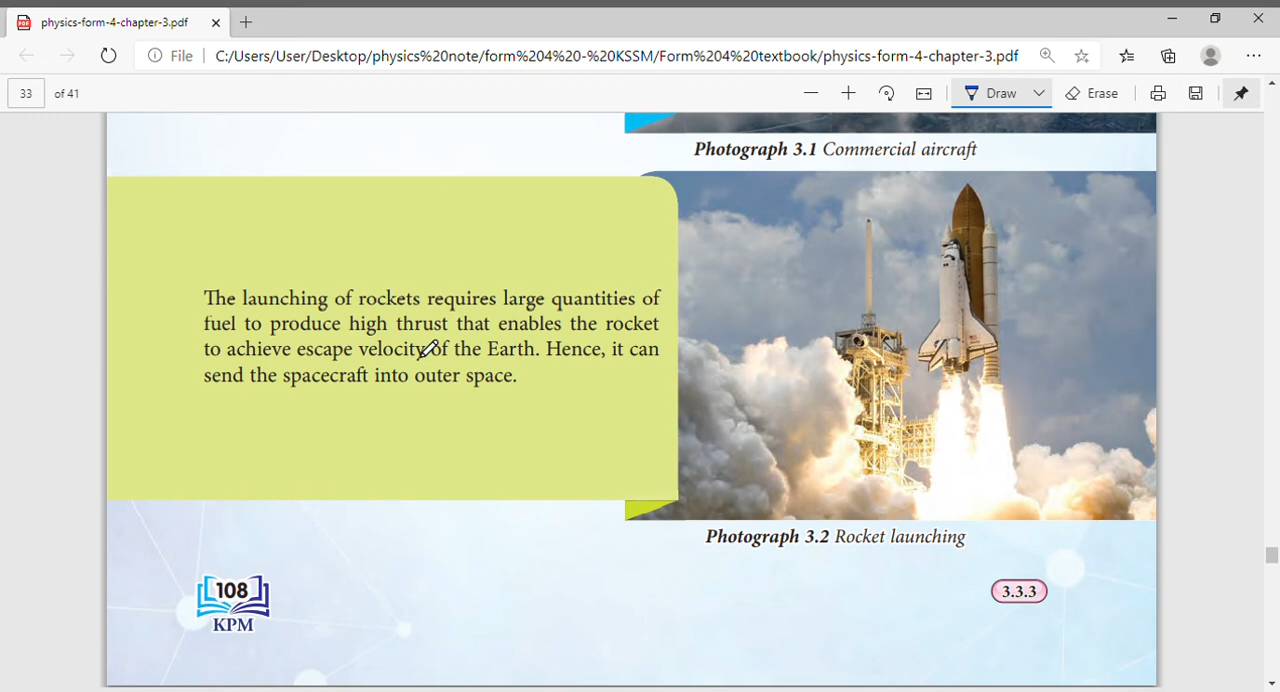 physics-form-4-chapter-3.pdf
File
C:/Users/User/Desktop/physics%20note/form%204%20-%20KSSM/Form%204%20textbook/physics-form-4-chapter-3.pdf
33 of 41
Draw
Erase
Photograph 3.1 Commercial aircraft
The launching of rockets requires large quantities of
fuel to produce high thrust that enables the rocket
to achieve escape velocity of the Earth. Hence, it can
send the spacecraft into outer space.
Photograph 3.2 Rocket launching
108
KPM
3.3.3